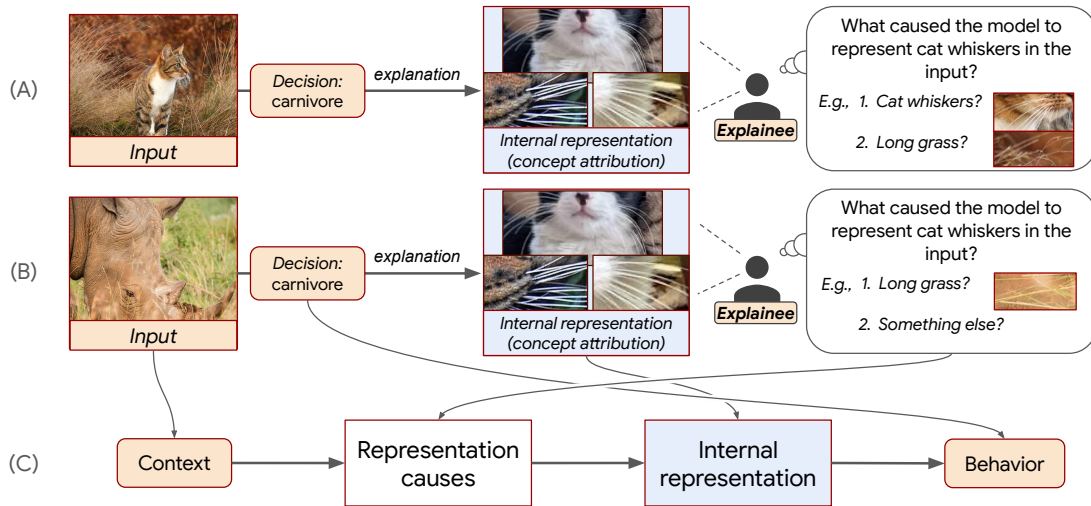 (A)
Input
Decision:
carnivore
explanation
Internal representation
(concept attribution)
Explainee
What caused the model to
represent cat whiskers in the
input?
E.g., 1. Cat whiskers?
2. Long grass?
(B)
Input
Decision:
carnivore
explanation
Internal representation
(concept attribution)
Explainee
What caused the model to
represent cat whiskers in the
input?
E.g., 1. Long grass?
2. Something else?
(C)
Context
Representation
causes
Internal
representation
Behavior